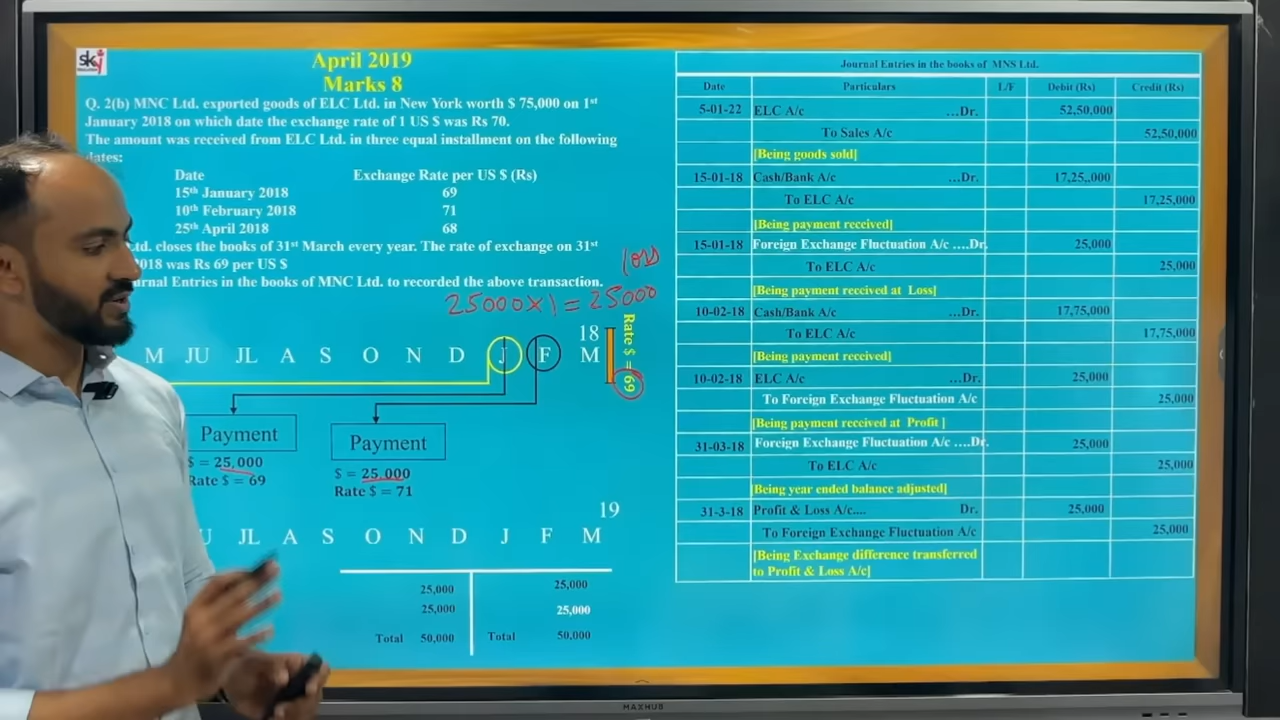 sky
April 2019
Marks 8
Q. 2(b) MNC Ltd. exported goods of ELC Ltd. in New York worth $ 75,000 on 1st
January 2018 on which date the exchange rate of 1 US $ was Rs 70.
The amount was received from ELC Ltd. in three equal installment on the following
dates:
Date Exchange Rate per US $ (Rs)
15th January 2018 69
10th February 2018 71
25th April 2018 68
td. closes the books of 31st March every year. The rate of exchange on 31st
018 was Rs 69 per US $
rnal Entries in the books of MNC Ltd. to recorded the above transaction.
loss
25000×1 = 25000
18
M JU JL A S O N D J F M
Rate $ = 69
Payment
$ = 25,000
Rate $ = 69
Payment
$ = 25,000
Rate $ = 71
19
U JL A S O N D J F M
25,000 25,000
25,000 25,000
Total 50,000 Total 50,000
Journal Entries in the books of MNS Ltd.
Date Particulars L/F Debit (Rs) Credit (Rs)
5-01-22 ELC A/c ...Dr. 52,50,000
To Sales A/c 52,50,000
[Being goods sold]
15-01-18 Cash/Bank A/c ...Dr. 17,25,,000
To ELC A/c 17,25,000
[Being payment received]
15-01-18 Foreign Exchange Fluctuation A/c ....Dr. 25,000
To ELC A/c 25,000
[Being payment received at Loss]
10-02-18 Cash/Bank A/c ...Dr. 17,75,000
To ELC A/c 17,75,000
[Being payment received]
10-02-18 ELC A/c ...Dr. 25,000
To Foreign Exchange Fluctuation A/c 25,000
[Being payment received at Profit ]
31-03-18 Foreign Exchange Fluctuation A/c ....Dr. 25,000
To ELC A/c 25,000
[Being year ended balance adjusted]
31-3-18 Profit & Loss A/c.... Dr. 25,000
To Foreign Exchange Fluctuation A/c 25,000
[Being Exchange difference transferred
to Profit & Loss A/c]
MAXHUB